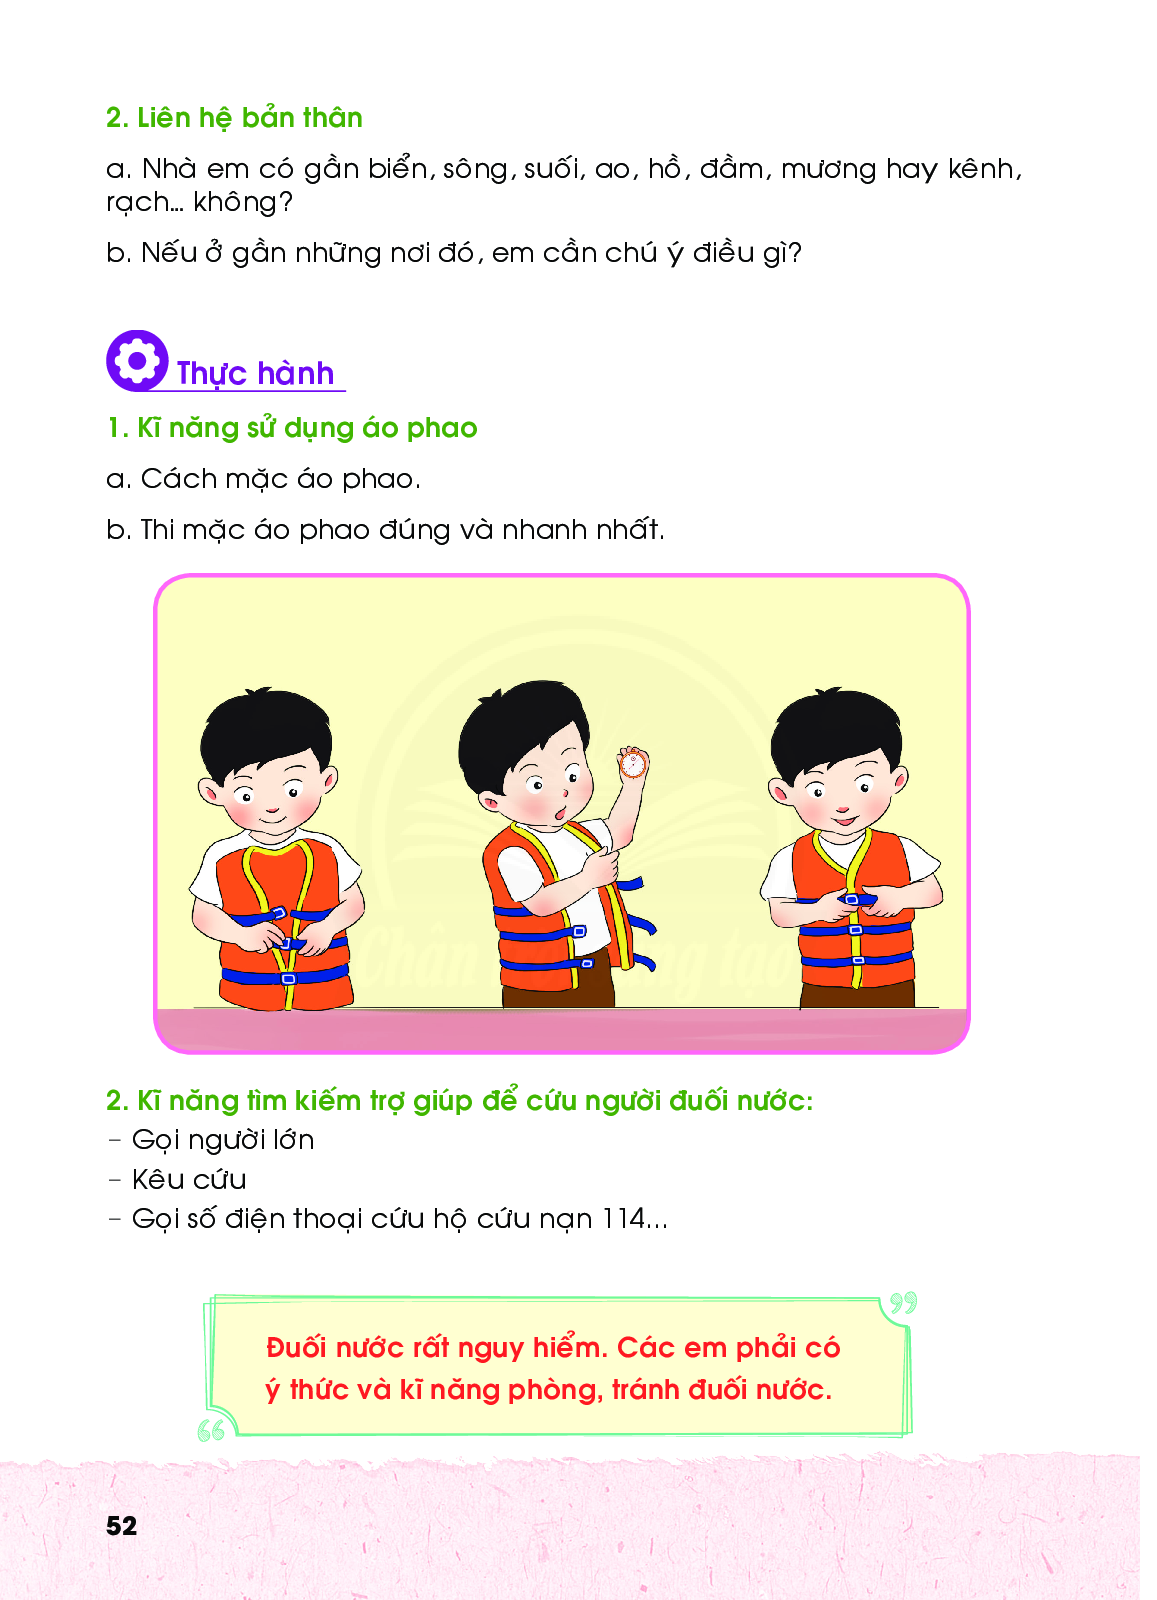 2. Liên hệ bản thân
a. Nhà em có gần biển, sông, suối, ao, hồ, đầm, mương hay kênh,
rạch... không?
b. Nếu ở gần những nơi đó, em cần chú ý điều gì?
Thực hành
1. Kĩ năng sử dụng áo phao
a. Cách mặc áo phao.
b. Thi mặc áo phao đúng và nhanh nhất.
2. Kĩ năng tìm kiếm trợ giúp để cứu người đuối nước:
– Gọi người lớn
– Kêu cứu
– Gọi số điện thoại cứu hộ cứu nạn 114...
Đuối nước rất nguy hiểm. Các em phải có
ý thức và kĩ năng phòng, tránh đuối nước.
52